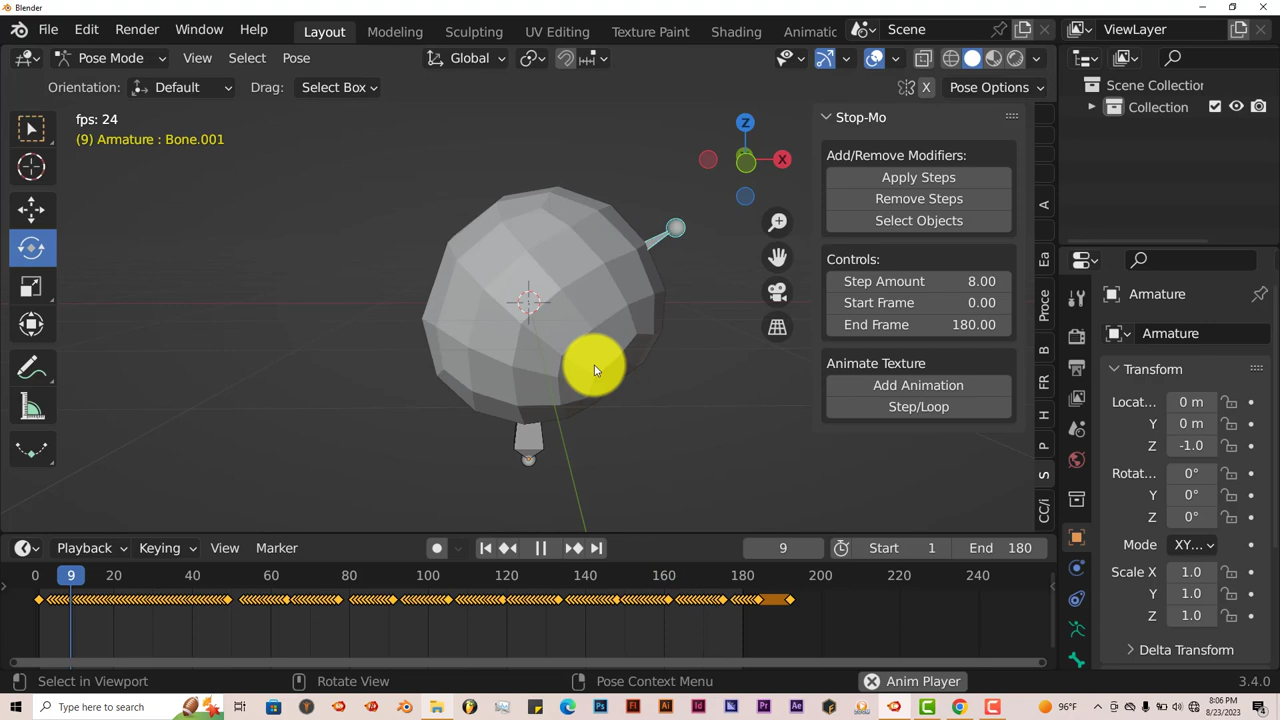 Blender
File Edit Render Window Help Layout Modeling Sculpting UV Editing Texture Paint Shading Animation Scene ViewLayer
Pose Mode View Select Pose Global
Orientation: Default Drag: Select Box X Pose Options
Scene Collection
Collection
fps: 24
(9) Armature : Bone.001
Z
X
Stop-Mo
Add/Remove Modifiers:
Apply Steps
Remove Steps
Select Objects
Controls:
Step Amount 8.00
Start Frame 0.00
End Frame 180.00
Animate Texture
Add Animation
Step/Loop
A
Ea
Proce
B
FR
H
P
S
CC/i
Armature
Armature
Transform
Locat... 0 m
Y 0 m
Z -1.0
Rotat... 0°
Y 0°
Z 0°
Mode XY...
Scale X 1.0
Y 1.0
Z 1.0
Delta Transform
Playback Keying View Marker 9 Start 1 End 180
0 9 20 40 60 80 100 120 140 160 180 200 220 240
Select in Viewport Rotate View Pose Context Menu Anim Player 3.4.0
Type here to search 96°F 8:06 PM
8/23/2023